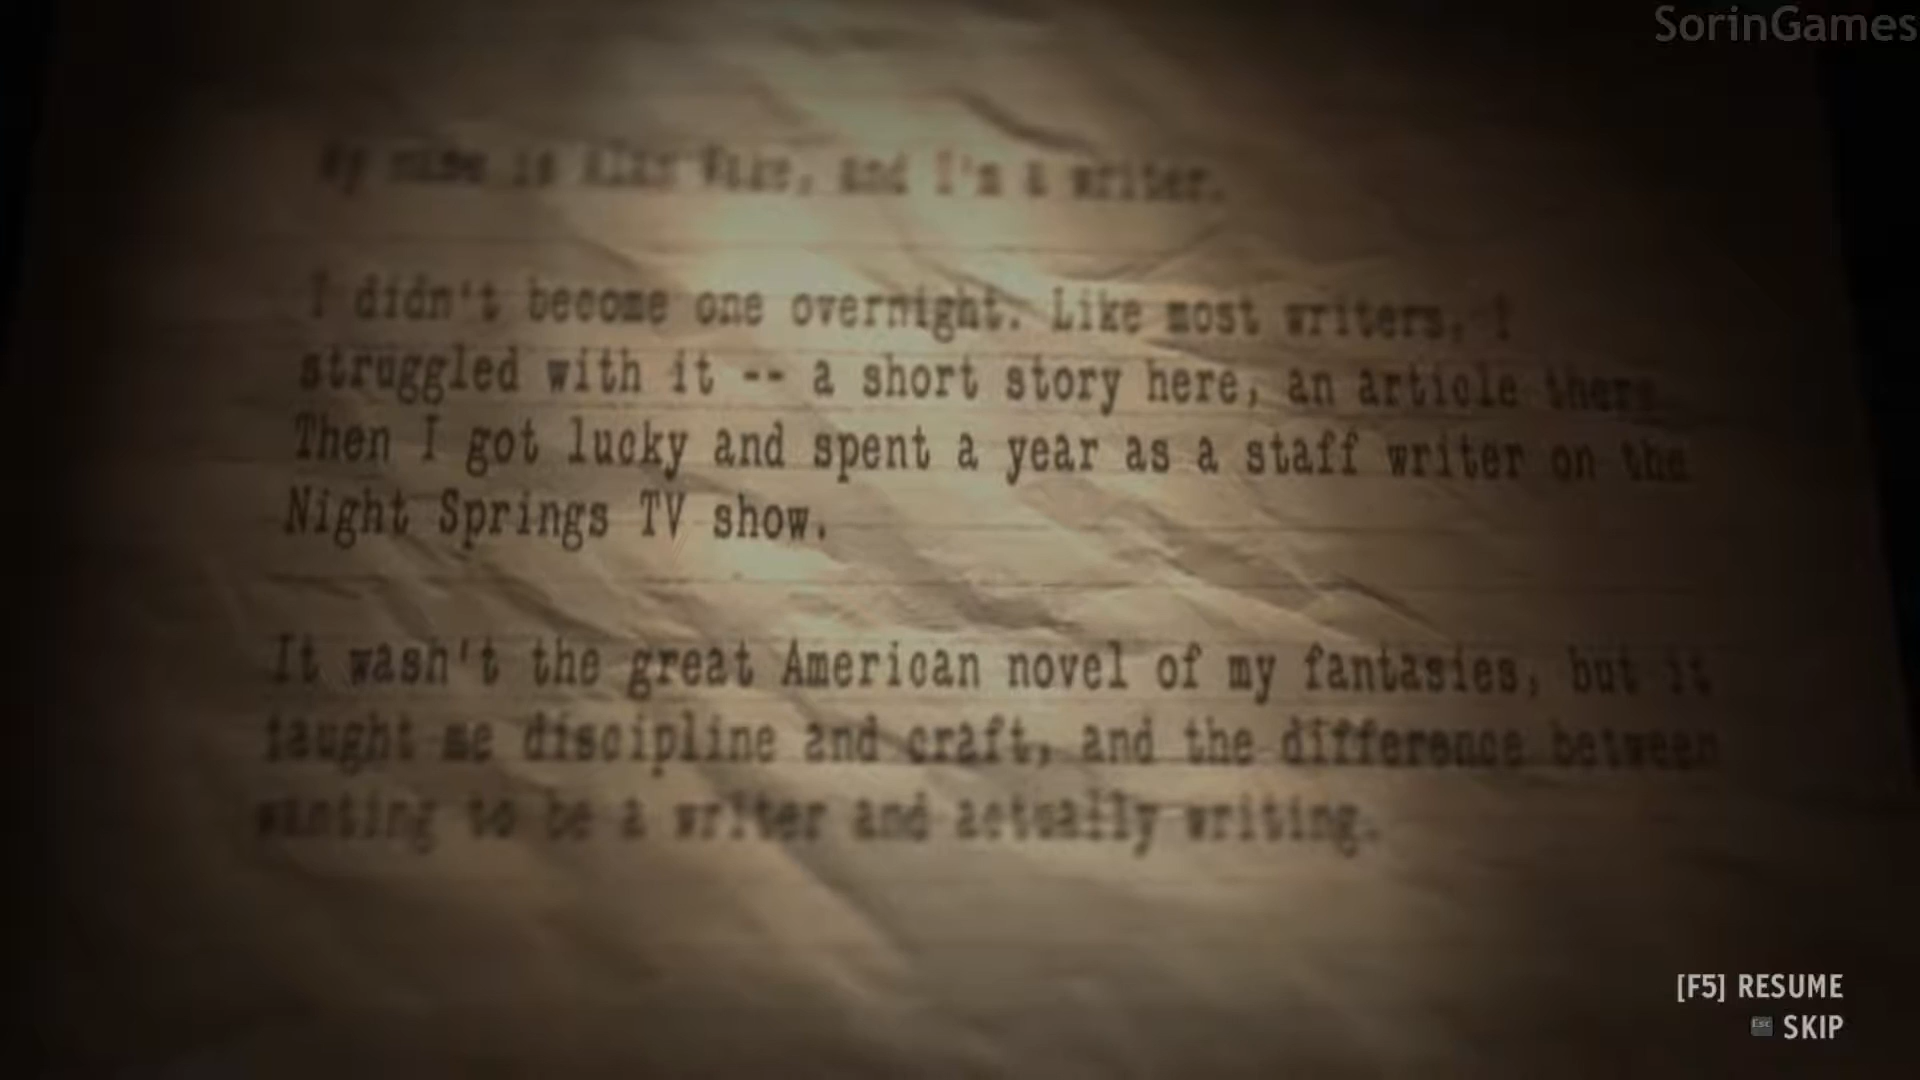 SorinGames
My name is Alan Wake, and I'm a writer.
I didn't become one overnight. Like most writers, I
struggled with it -- a short story here, an article there.
Then I got lucky and spent a year as a staff writer on the
Night Springs TV show.
It wasn't the great American novel of my fantasies, but it
taught me discipline and craft, and the difference between
wanting to be a writer and actually writing.
[F5] RESUME
Esc SKIP